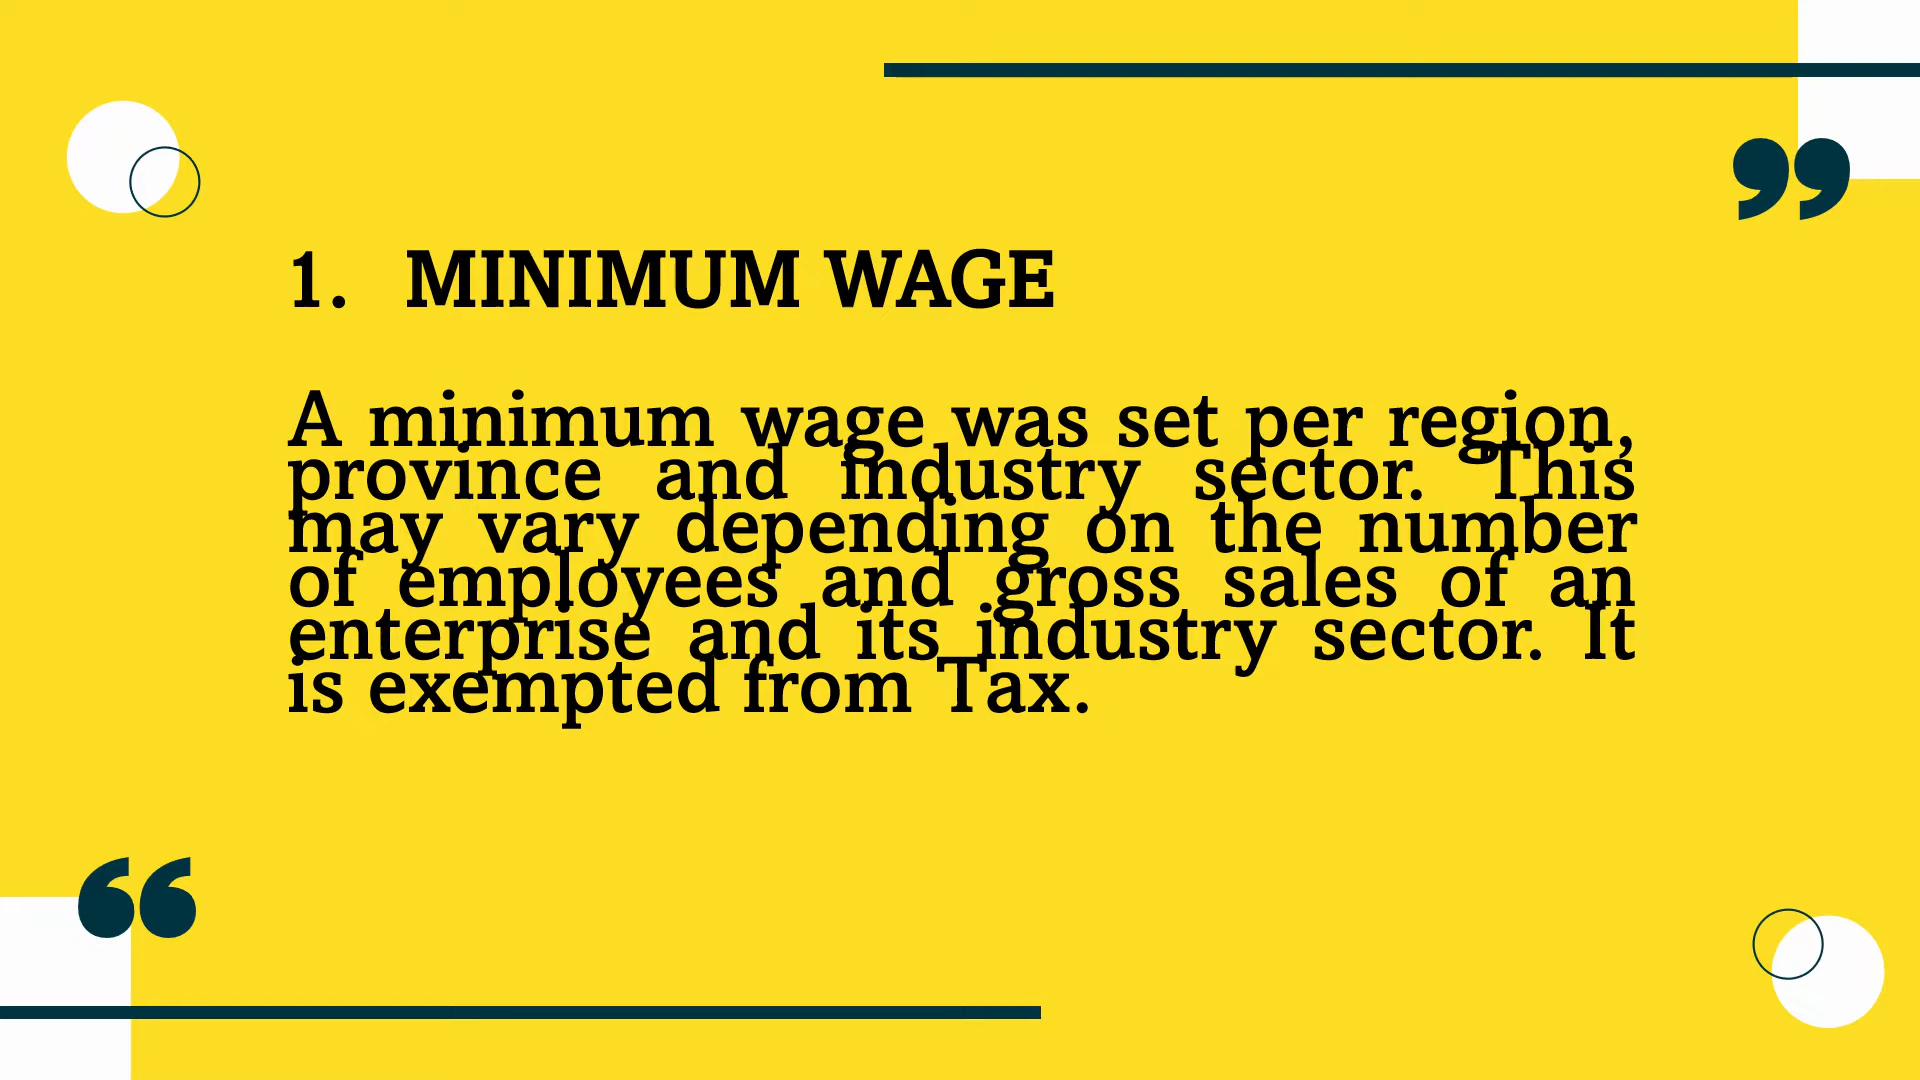 1. MINIMUM WAGE
A minimum wage was set per region,
province and industry sector. This
may vary depending on the number
of employees and gross sales of an
enterprise and its industry sector. It
is exempted from Tax.